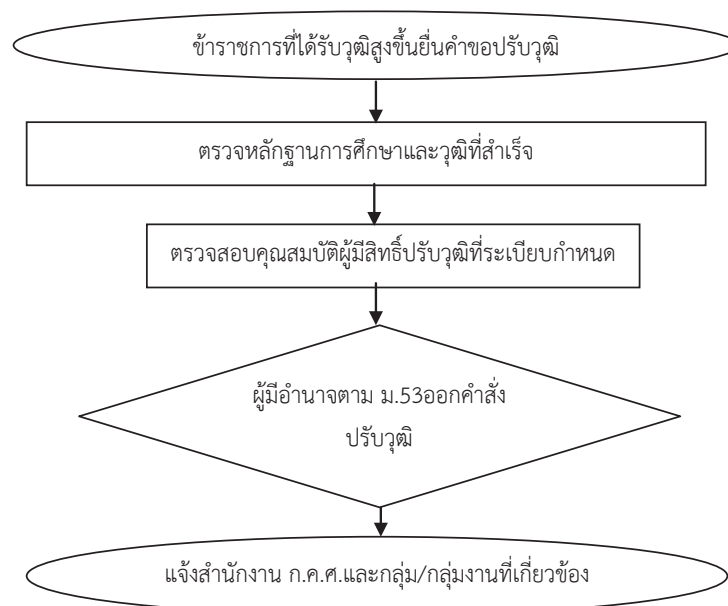 ข้าราชการที่ได้รับวุฒิสูงขึ้นยื่นคำขอปรับวุฒิ
ตรวจหลักฐานการศึกษาและวุฒิที่สำเร็จ
ตรวจสอบคุณสมบัติผู้มีสิทธิ์ปรับวุฒิที่ระเบียบกำหนด
ผู้มีอำนาจตาม ม.53ออกคำสั่ง
ปรับวุฒิ
แจ้งสำนักงาน ก.ค.ศ.และกลุ่ม/กลุ่มงานที่เกี่ยวข้อง